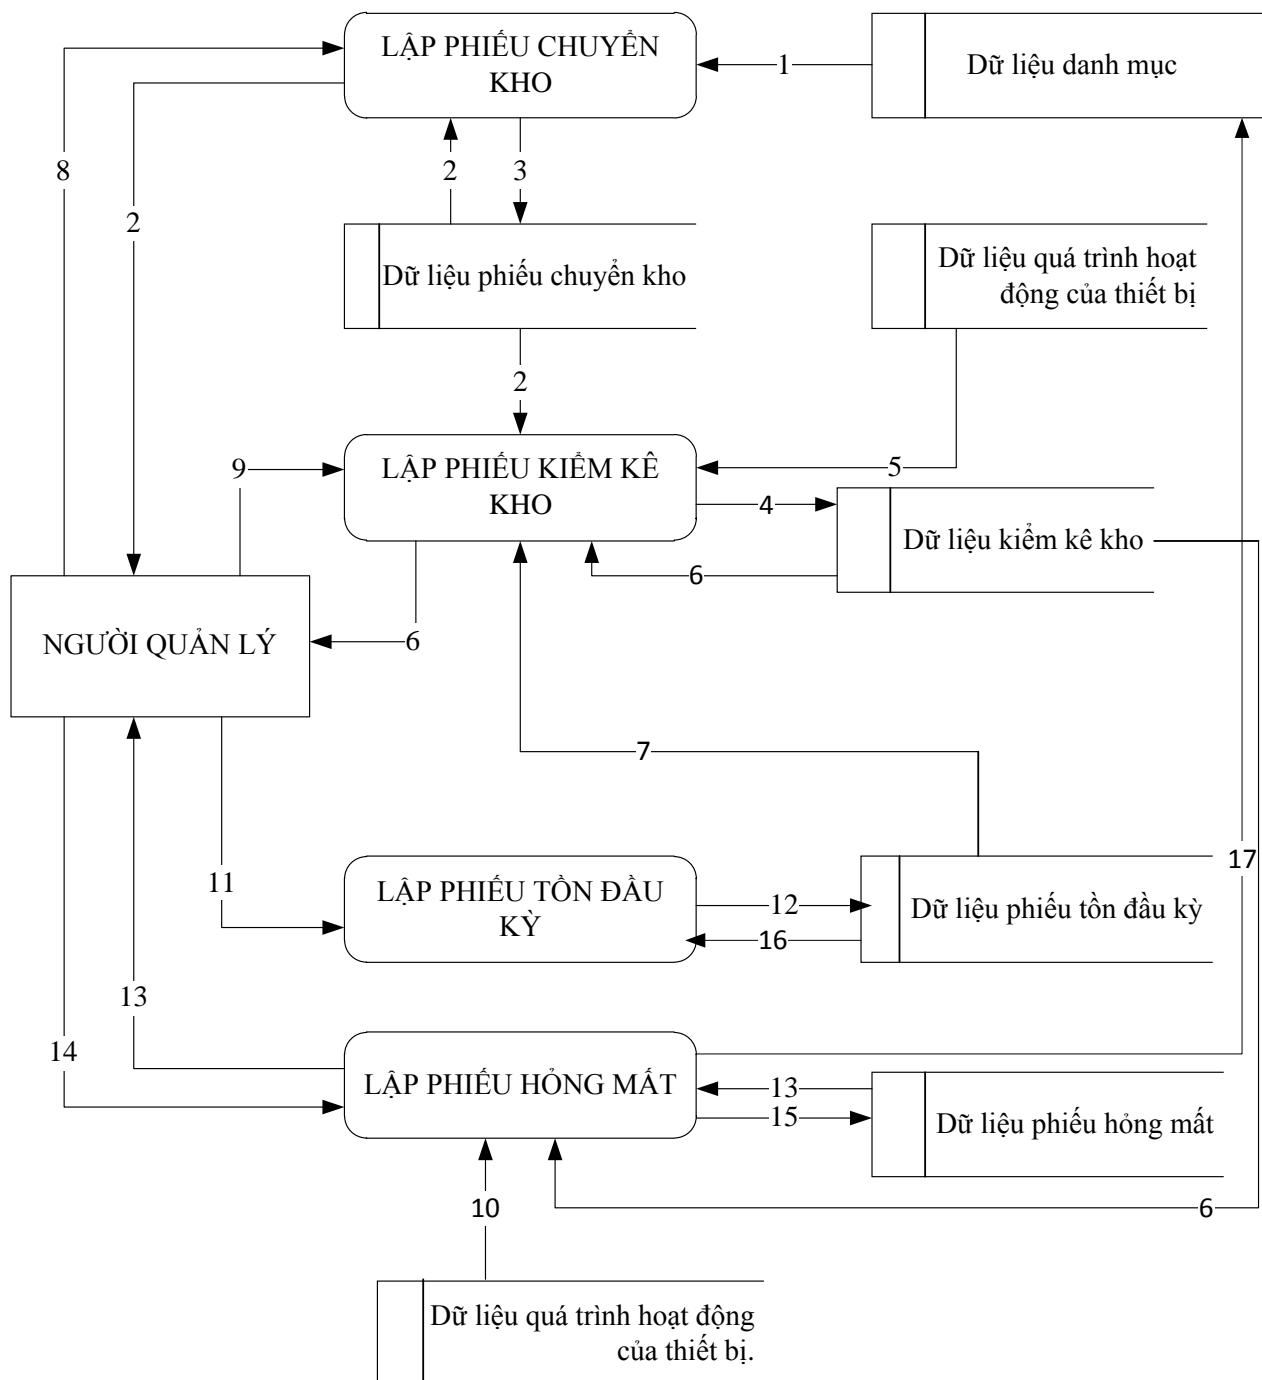 LẬP PHIẾU CHUYỂN
KHO
1
Dữ liệu danh mục
8
2
2
3
Dữ liệu phiếu chuyển kho
Dữ liệu quá trình hoạt
động của thiết bị
2
9
LẬP PHIẾU KIỂM KÊ
KHO
5
4
Dữ liệu kiểm kê kho
6
6
NGƯỜI QUẢN LÝ
7
11
LẬP PHIẾU TỒN ĐẦU
KỲ
12
16
Dữ liệu phiếu tồn đầu kỳ
17
13
14
LẬP PHIẾU HỎNG MẤT
13
15
Dữ liệu phiếu hỏng mất
10
6
Dữ liệu quá trình hoạt động
của thiết bị.